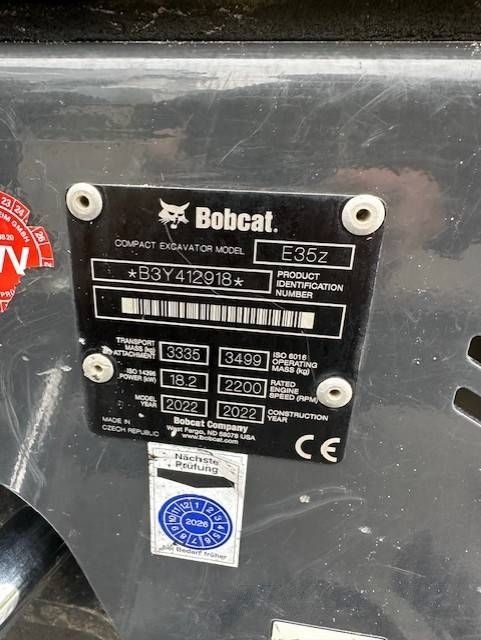 Bobcat.
COMPACT EXCAVATOR MODEL E35z
*B3Y412918* PRODUCT IDENTIFICATION NUMBER
TRANSPORT MASS (kg) ATTACHMENT 3335 3499 ISO 6016 OPERATING MASS (kg)
ISO 14396 POWER (kW) 18.2 2200 RATED ENGINE SPEED (RPM)
MODEL YEAR 2022 2022 CONSTRUCTION YEAR
Bobcat Company
West Fargo, ND 58078 USA
www.Bobcat.com
MADE IN CZECH REPUBLIC
CE
Nächste
Prüfung
2026
Bei Bedarf früher